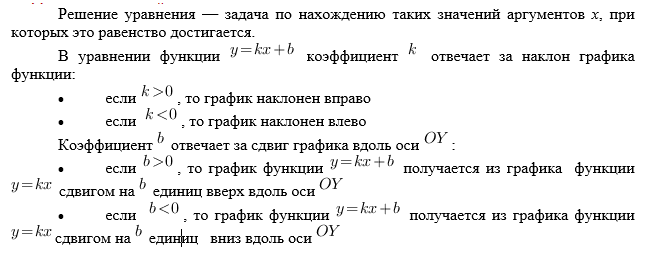 Решение уравнения — задача по нахождению таких значений аргументов x, при
которых это равенство достигается.
В уравнении функции y=kx+b коэффициент k отвечает за наклон графика
функции:
• если k>0 , то график наклонен вправо
• если k<0 , то график наклонен влево
Коэффициент b отвечает за сдвиг графика вдоль оси OY :
• если b>0 , то график функции y=kx+b получается из графика функции
y=kx сдвигом на b единиц вверх вдоль оси OY
• если b<0 , то график функции y=kx+b получается из графика функции
y=kx сдвигом на b единиц вниз вдоль оси OY